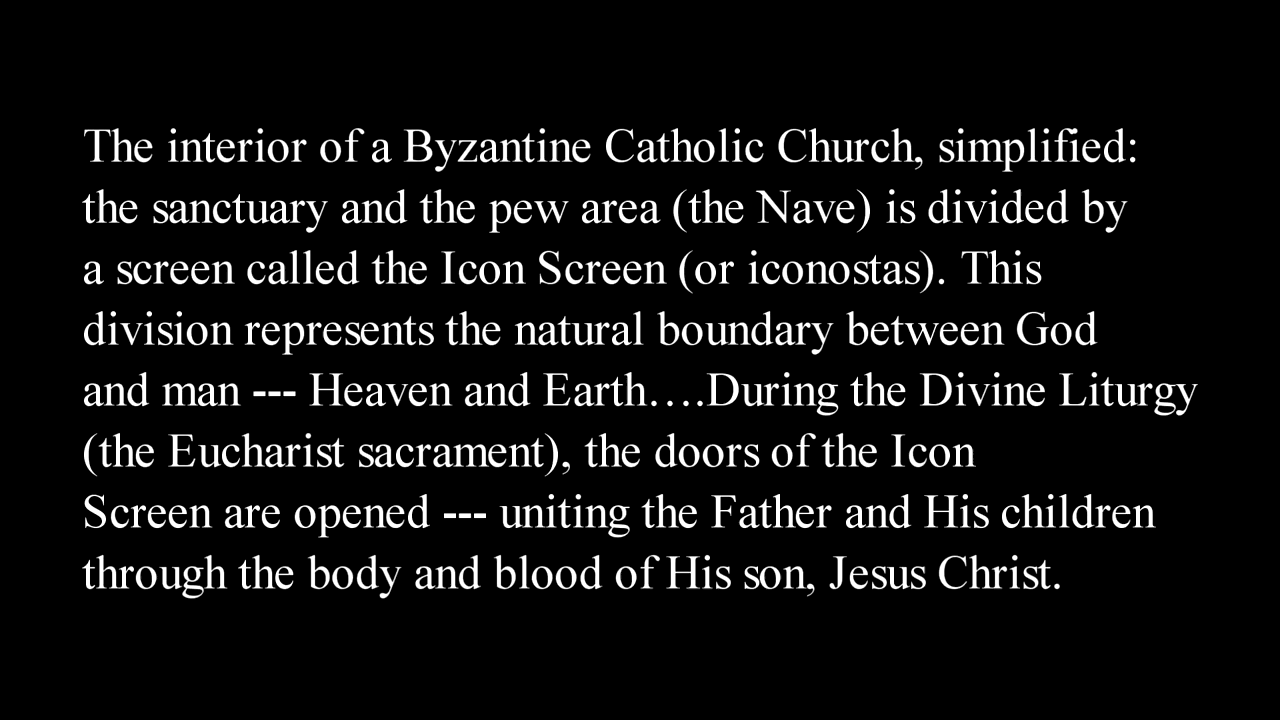 The interior of a Byzantine Catholic Church, simplified:
the sanctuary and the pew area (the Nave) is divided by
a screen called the Icon Screen (or iconostas). This
division represents the natural boundary between God
and man --- Heaven and Earth….During the Divine Liturgy
(the Eucharist sacrament), the doors of the Icon
Screen are opened --- uniting the Father and His children
through the body and blood of His son, Jesus Christ.